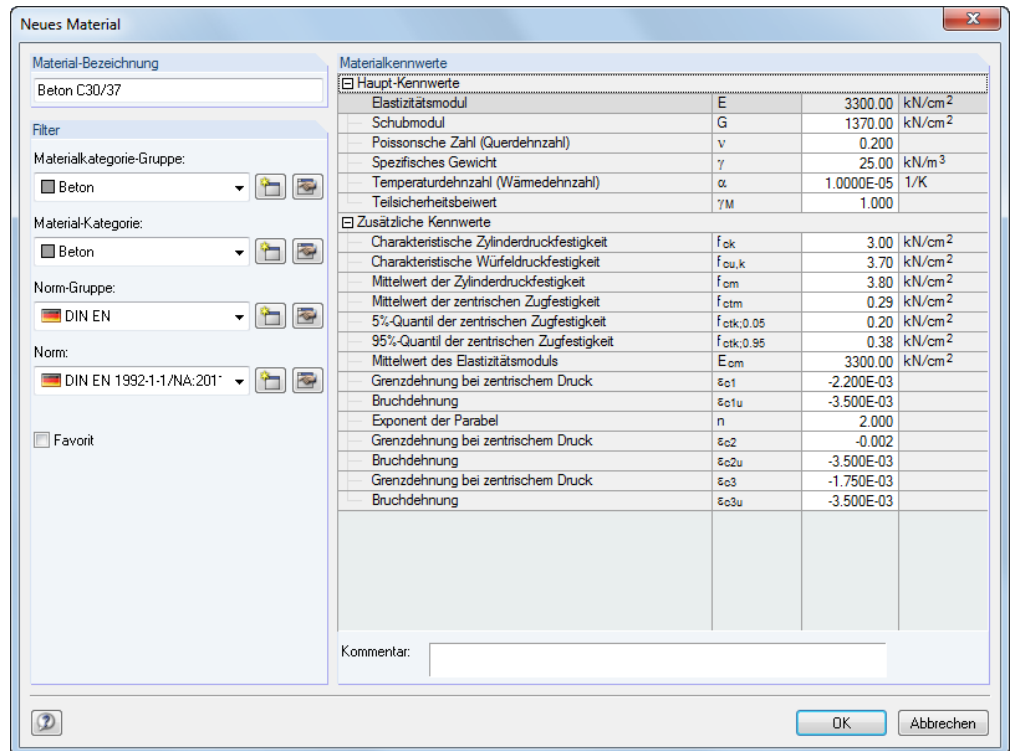 Neues Material
Material-Bezeichnung
Beton C30/37
Filter
Materialkategorie-Gruppe:
Beton
Material-Kategorie:
Beton
Norm-Gruppe:
DIN EN
Norm:
DIN EN 1992-1-1/NA:201
Favorit
Materialkennwerte
Haupt-Kennwerte
Elastizitätsmodul E 3300.00 kN/cm²
Schubmodul G 1370.00 kN/cm²
Poissonsche Zahl (Querdehnzahl) ν 0.200
Spezifisches Gewicht γ 25.00 kN/m³
Temperaturdehnzahl (Wärmedehnzahl) α 1.0000E-05 1/K
Teilsicherheitsbeiwert γM 1.000
Zusätzliche Kennwerte
Charakteristische Zylinderdruckfestigkeit fck 3.00 kN/cm²
Charakteristische Würfeldruckfestigkeit fcu,k 3.70 kN/cm²
Mittelwert der Zylinderdruckfestigkeit fcm 3.80 kN/cm²
Mittelwert der zentrischen Zugfestigkeit fctm 0.29 kN/cm²
5%-Quantil der zentrischen Zugfestigkeit fctk;0.05 0.20 kN/cm²
95%-Quantil der zentrischen Zugfestigkeit fctk;0.95 0.38 kN/cm²
Mittelwert des Elastizitätsmoduls Ecm 3300.00 kN/cm²
Grenzdehnung bei zentrischem Druck εc1 -2.200E-03
Bruchdehnung εc1u -3.500E-03
Exponent der Parabel n 2.000
Grenzdehnung bei zentrischem Druck εc2 -0.002
Bruchdehnung εc2u -3.500E-03
Grenzdehnung bei zentrischem Druck εc3 -1.750E-03
Bruchdehnung εc3u -3.500E-03
Kommentar:
OK
Abbrechen